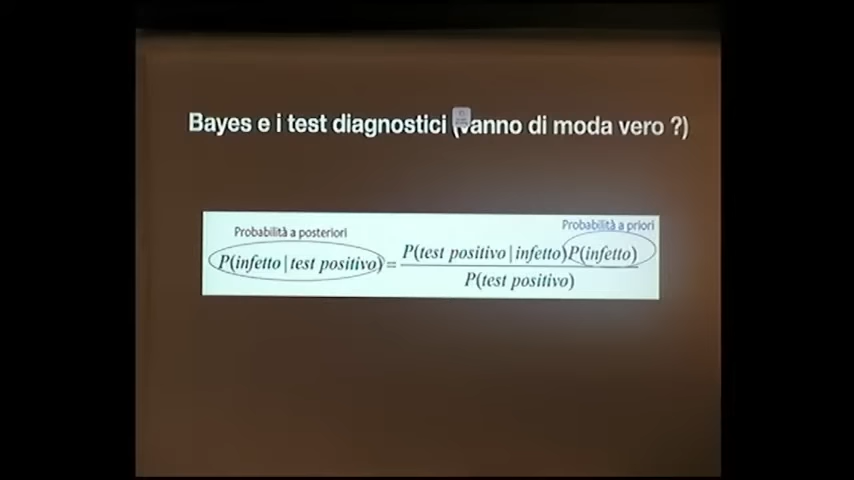 Bayes e i test diagnostici (vanno di moda vero ?)
Probabilità a priori
Probabilità a posteriori
P(infetto | test positivo) = P(test positivo | infetto)P(infetto)
P(test positivo)